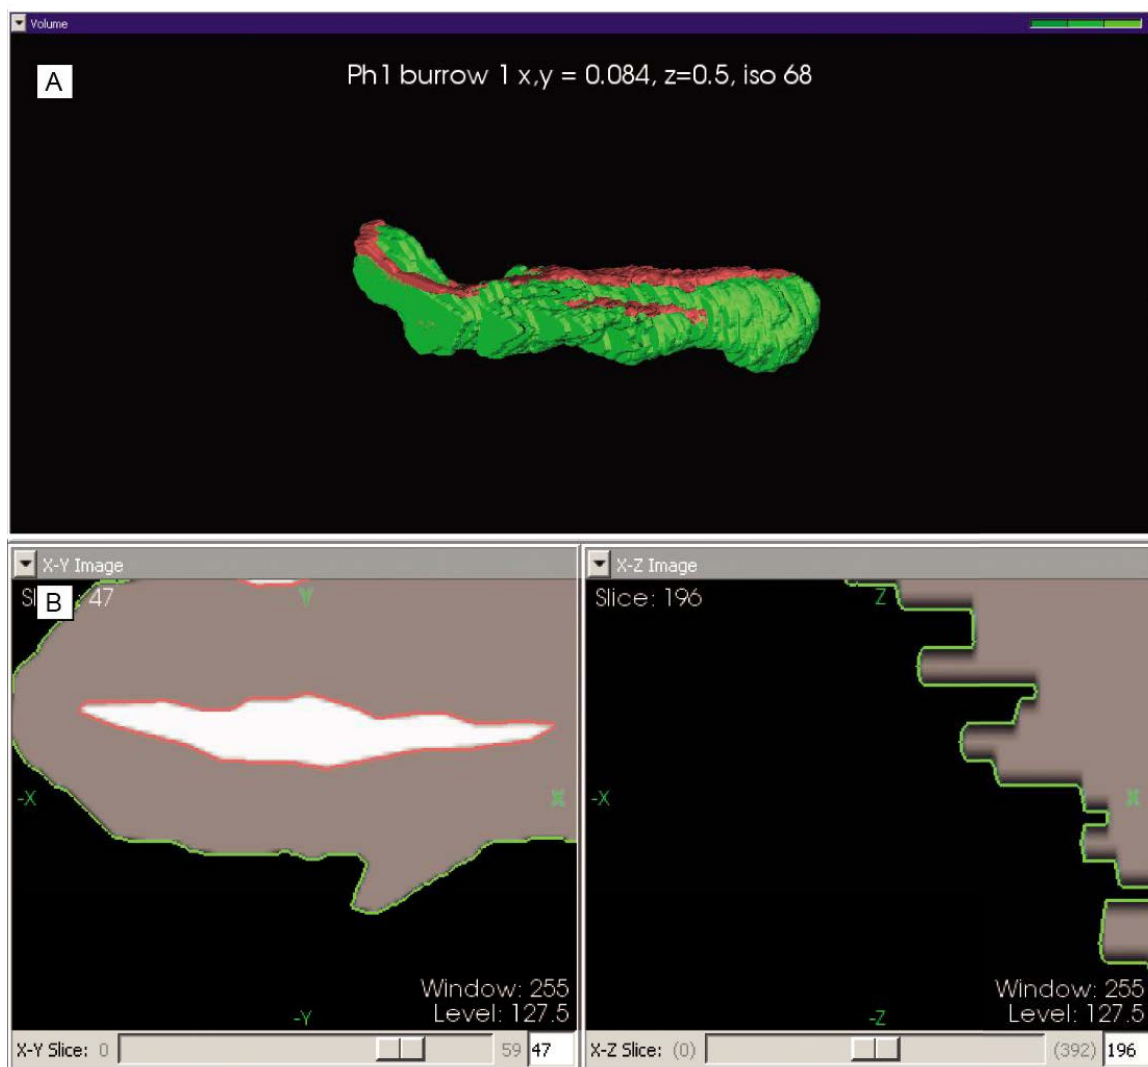 Volume
A
Ph1 burrow 1 x,y = 0.084, z=0.5, iso 68
X-Y Image
B
47
Y
-X
X
Window: 255
Level: 127.5
-Y
X-Y Slice: 0
59
47
X-Z Image
Slice: 196
Z
-X
X
Window: 255
Level: 127.5
-Z
X-Z Slice: (0)
(392)
196